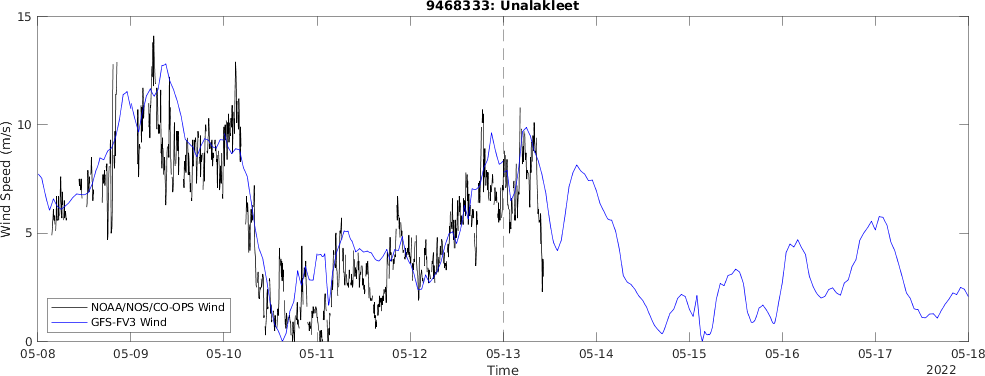 9468333: Unalakleet
15
10
5
0
Wind Speed (m/s)
NOAA/NOS/CO-OPS Wind
GFS-FV3 Wind
05-08 05-09 05-10 05-11 05-12 05-13 05-14 05-15 05-16 05-17 05-18
Time
2022